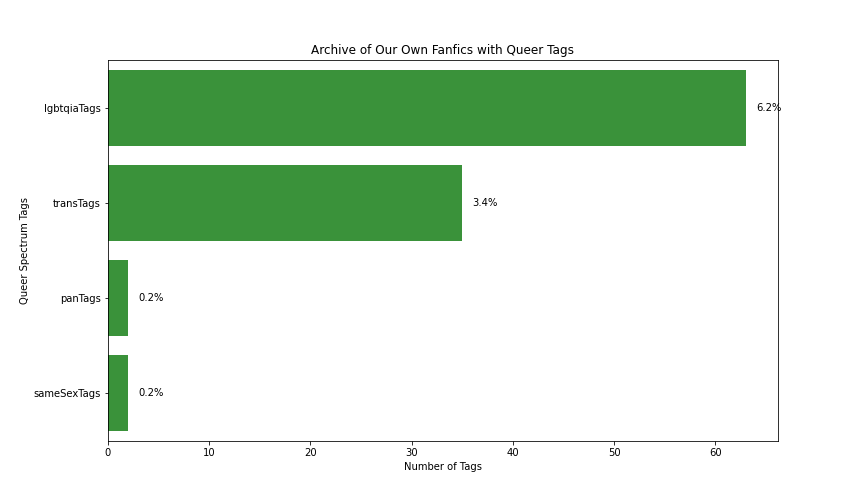 Archive of Our Own Fanfics with Queer Tags
lgbtqiaTags
6.2%
transTags
3.4%
panTags
0.2%
sameSexTags
0.2%
Queer Spectrum Tags
0 10 20 30 40 50 60
Number of Tags